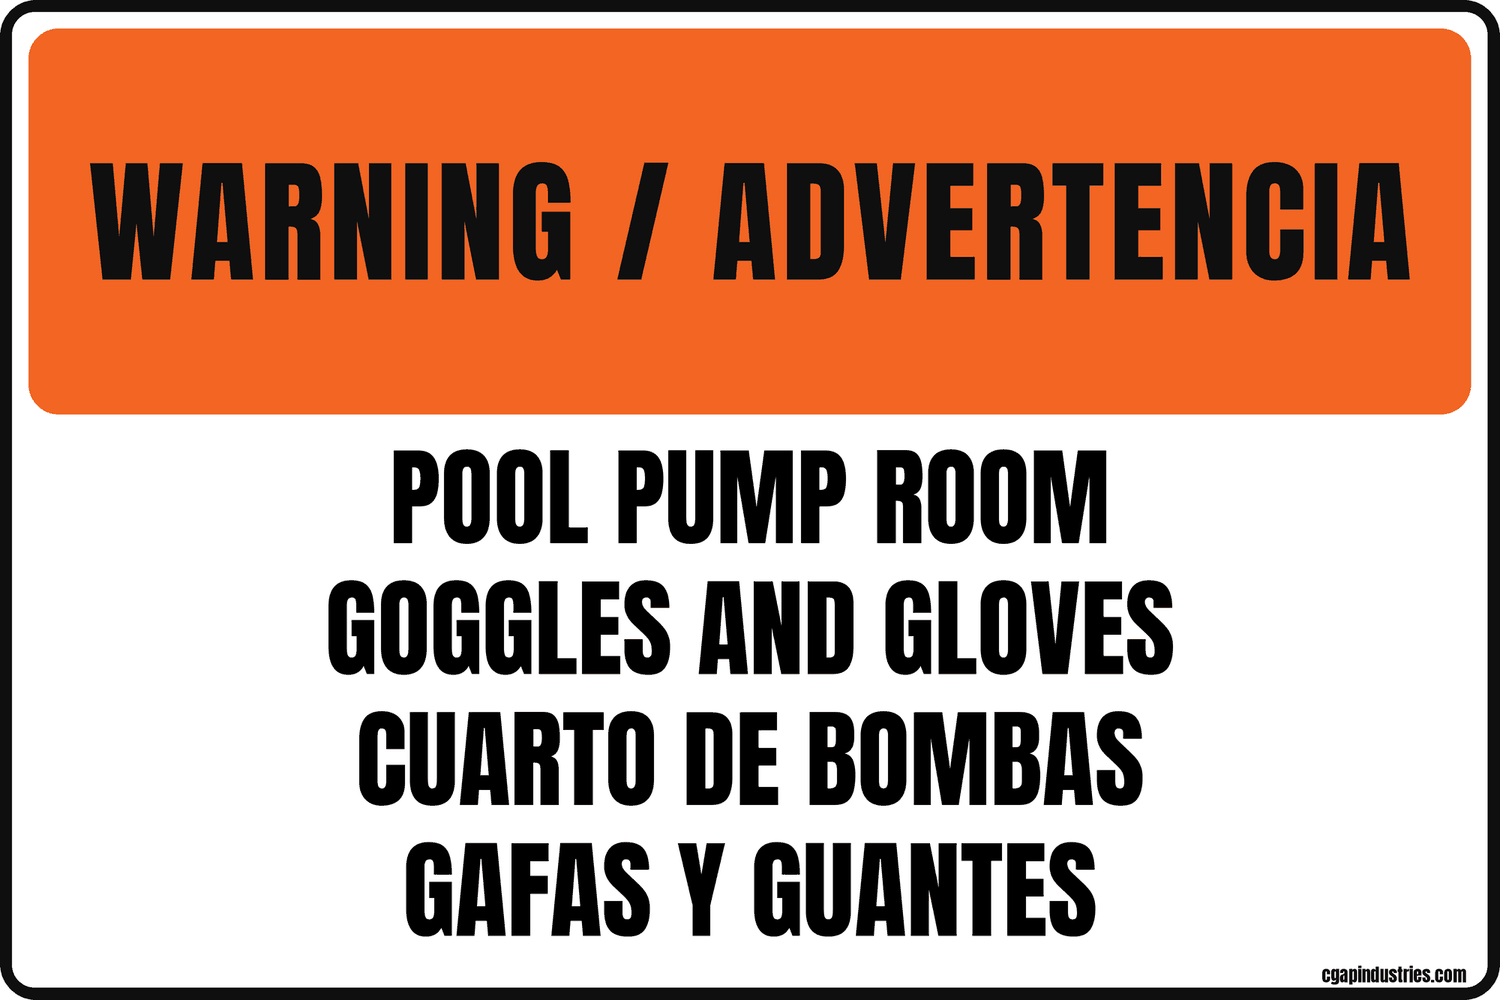 WARNING / ADVERTENCIA
POOL PUMP ROOM
GOGGLES AND GLOVES
CUARTO DE BOMBAS
GAFAS Y GUANTES
cgapindustries.com